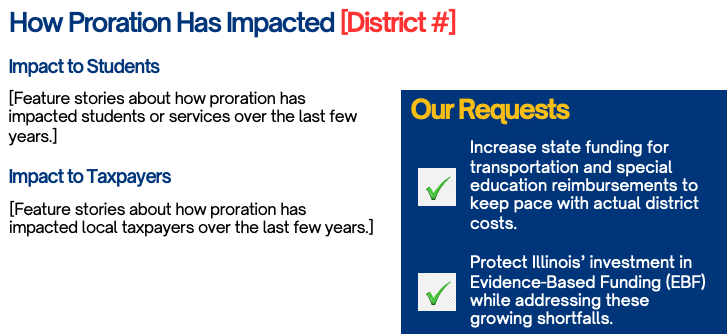 How Proration Has Impacted [District #]
Impact to Students
[Feature stories about how proration has
impacted students or services over the last few
years.]
Impact to Taxpayers
[Feature stories about how proration has
impacted local taxpayers over the last few years.]
Our Requests
Increase state funding for
transportation and special
education reimbursements to
keep pace with actual district
costs.
Protect Illinois’ investment in
Evidence-Based Funding (EBF)
while addressing these
growing shortfalls.